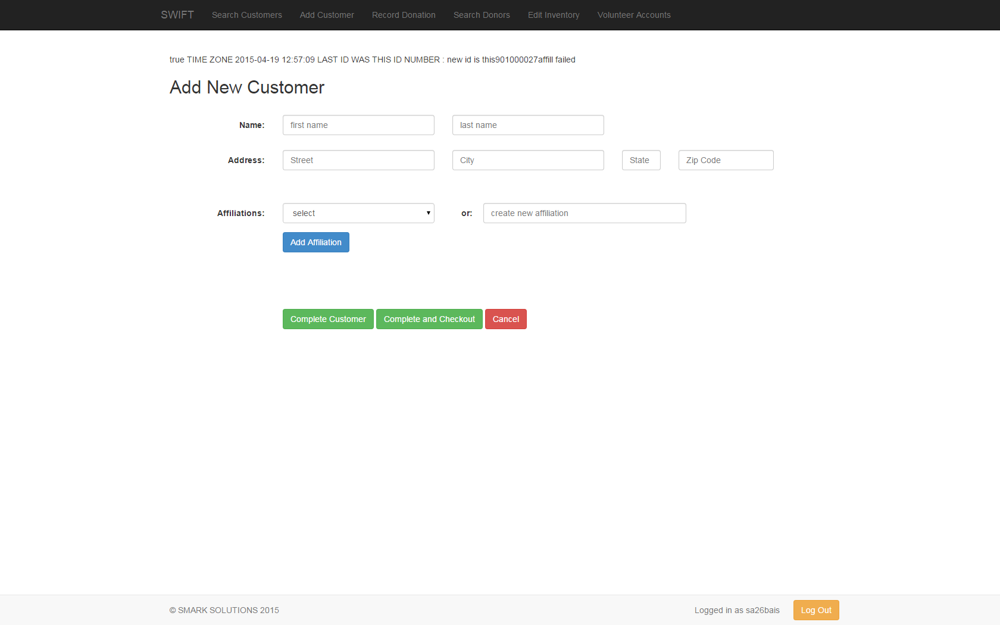 SWIFT Search Customers Add Customer Record Donation Search Donors Edit Inventory Volunteer Accounts
true TIME ZONE 2015-04-19 12:57:09 LAST ID WAS THIS ID NUMBER : new id is this901000027affill failed
Add New Customer
Name: first name last name
Address: Street City State Zip Code
Affiliations: select or: create new affiliation
Add Affiliation
Complete Customer Complete and Checkout Cancel
© SMARK SOLUTIONS 2015 Logged in as sa26bais Log Out